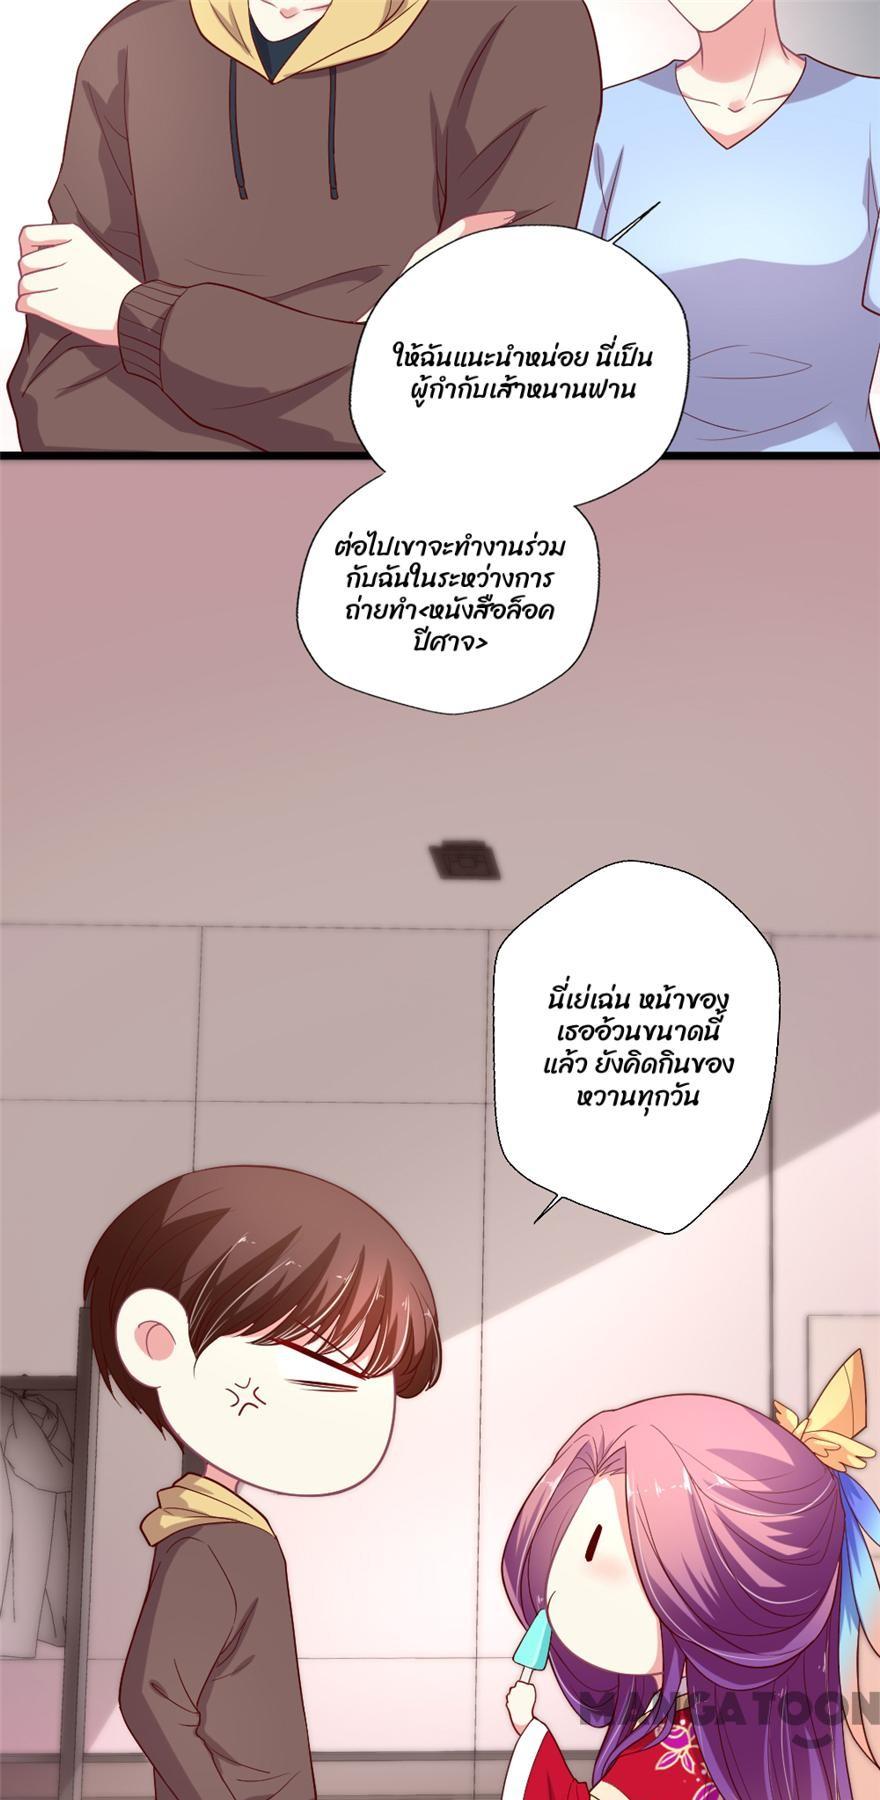 ให้ฉันแนะนำหน่อย นี่เป็น
ผู้กำกับเส้าหนานฟาน
ต่อไปเขาจะทำงานร่วม
กับฉันในระหว่างการ
ถ่ายทำ<หนังสือล็อค
ปีศาจ>
นี่เย่เฉ่น หน้าของ
เธออ้วนขนาดนี้
แล้ว ยังคิดกินของ
หวานทุกวัน
MANGATOON